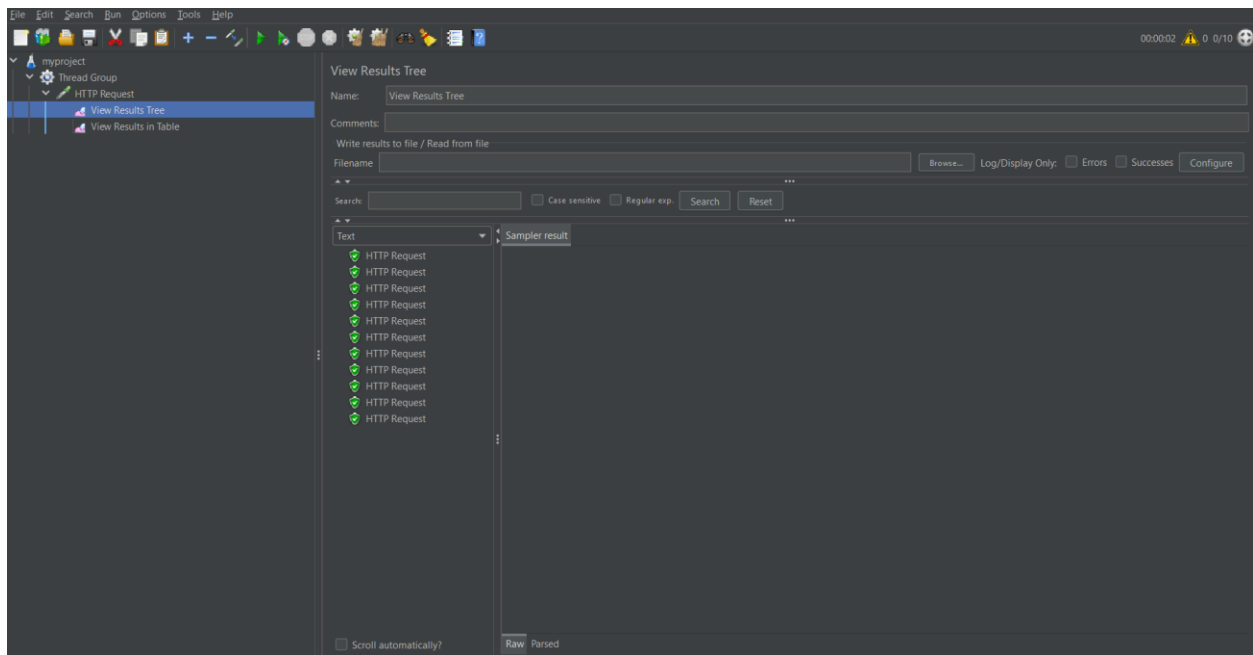 File Edit Search Run Options Tools Help
00:00:02 0 0/10
myproject
Thread Group
HTTP Request
View Results Tree
View Results in Table
View Results Tree
Name: View Results Tree
Comments:
Write results to file / Read from file
Filename Browse... Log/Display Only: Errors Successes Configure
Search: Case sensitive Regular exp. Search Reset
Text Sampler result
HTTP Request
HTTP Request
HTTP Request
HTTP Request
HTTP Request
HTTP Request
HTTP Request
HTTP Request
HTTP Request
HTTP Request
HTTP Request
Scroll automatically? Raw Parsed